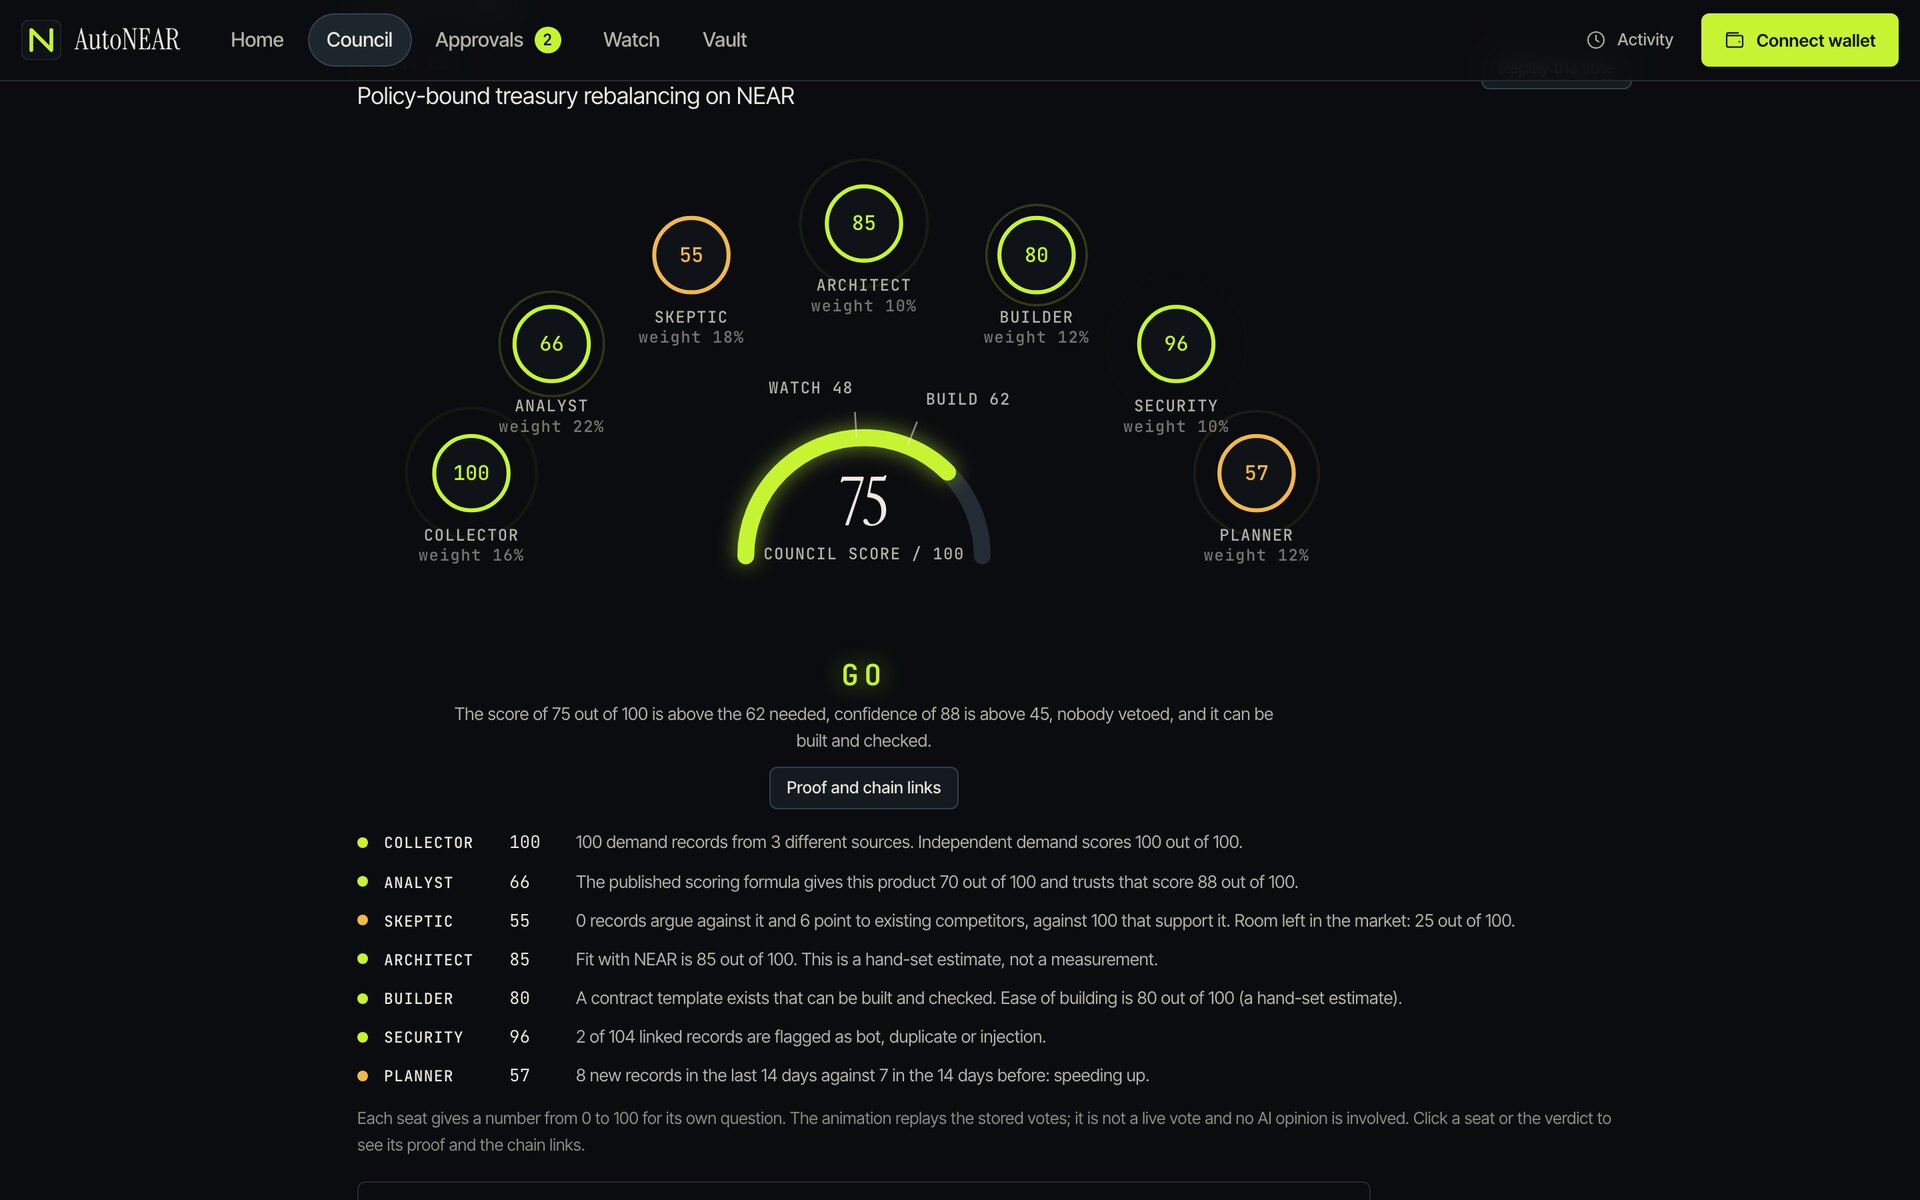 AutoNEAR
Home
Council
Approvals 2
Watch
Vault
Activity
Connect wallet
Replay the vote
Policy-bound treasury rebalancing on NEAR
85
ARCHITECT
weight 10%
55
SKEPTIC
weight 18%
80
BUILDER
weight 12%
66
ANALYST
weight 22%
96
SECURITY
weight 10%
100
COLLECTOR
weight 16%
57
PLANNER
weight 12%
WATCH 48
BUILD 62
75
COUNCIL SCORE / 100
GO
The score of 75 out of 100 is above the 62 needed, confidence of 88 is above 45, nobody vetoed, and it can be
built and checked.
Proof and chain links
COLLECTOR 100 100 demand records from 3 different sources. Independent demand scores 100 out of 100.
ANALYST 66 The published scoring formula gives this product 70 out of 100 and trusts that score 88 out of 100.
SKEPTIC 55 0 records argue against it and 6 point to existing competitors, against 100 that support it. Room left in the market: 25 out of 100.
ARCHITECT 85 Fit with NEAR is 85 out of 100. This is a hand-set estimate, not a measurement.
BUILDER 80 A contract template exists that can be built and checked. Ease of building is 80 out of 100 (a hand-set estimate).
SECURITY 96 2 of 104 linked records are flagged as bot, duplicate or injection.
PLANNER 57 8 new records in the last 14 days against 7 in the 14 days before: speeding up.
Each seat gives a number from 0 to 100 for its own question. The animation replays the stored votes; it is not a live vote and no AI opinion is involved. Click a seat or the verdict to
see its proof and the chain links.